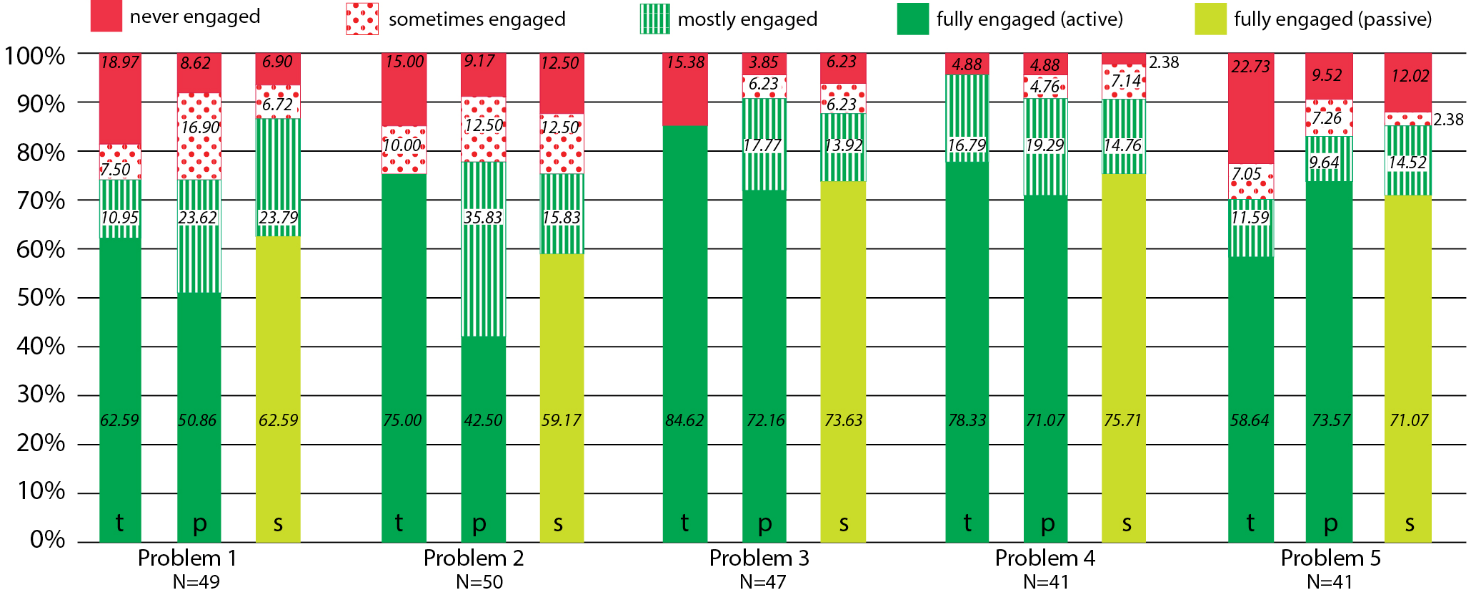 never engaged sometimes engaged mostly engaged fully engaged (active) fully engaged (passive)
100% 18.97 8.62 6.90 15.00 9.17 12.50 15.38 3.85 6.23 4.88 4.88 2.38 22.73 9.52 12.02
90% 6.72 6.23 6.23 4.76 7.14 7.26 2.38
16.90 10.00 12.50 12.50
80% 7.50 17.77 13.92 16.79 19.29 14.76 7.05 9.64 14.52
70% 10.95 23.62 23.79 35.83 15.83 11.59
60%
50%
40%
30% 62.59 50.86 62.59 75.00 42.50 59.17 84.62 72.16 73.63 78.33 71.07 75.71 58.64 73.57 71.07
20%
10%
t p s t p s t p s t p s t p s
0%
Problem 1 Problem 2 Problem 3 Problem 4 Problem 5
N=49 N=50 N=47 N=41 N=41